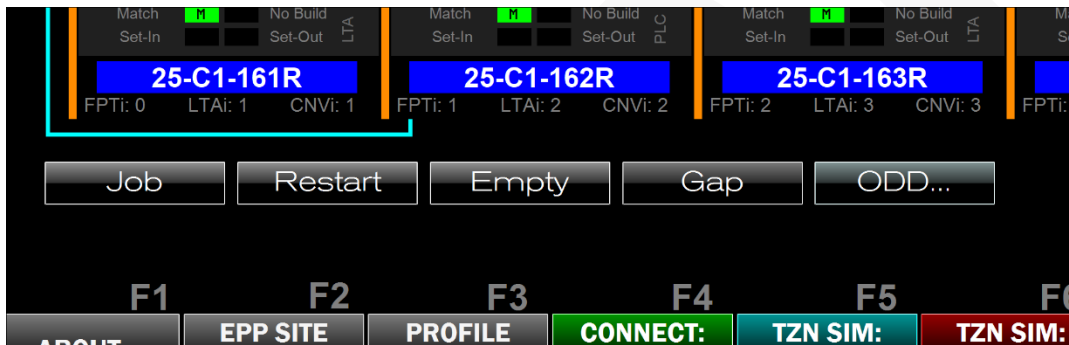 Match M No Build LTA Match M No Build PLC Match M No Build LTA
Set-In Set-Out Set-In Set-Out Set-In Set-Out
25-C1-161R 25-C1-162R 25-C1-163R
FPTi: 0 LTAi: 1 CNVi: 1 FPTi: 1 LTAi: 2 CNVi: 2 FPTi: 2 LTAi: 3 CNVi: 3 FPTi:
Job Restart Empty Gap ODD...
F1 F2 F3 F4 F5
ABOUT EPP SITE PROFILE CONNECT: TZN SIM: TZN SIM: